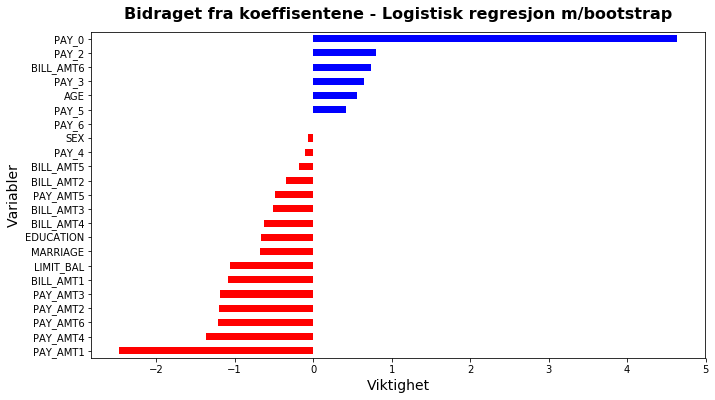 Bidraget fra koeffisentene - Logistisk regresjon m/bootstrap
Variabler
PAY_0
PAY_2
BILL_AMT6
PAY_3
AGE
PAY_5
PAY_6
SEX
PAY_4
BILL_AMT5
BILL_AMT2
PAY_AMT5
BILL_AMT3
BILL_AMT4
EDUCATION
MARRIAGE
LIMIT_BAL
BILL_AMT1
PAY_AMT3
PAY_AMT2
PAY_AMT6
PAY_AMT4
PAY_AMT1
−2 −1 0 1 2 3 4 5
Viktighet